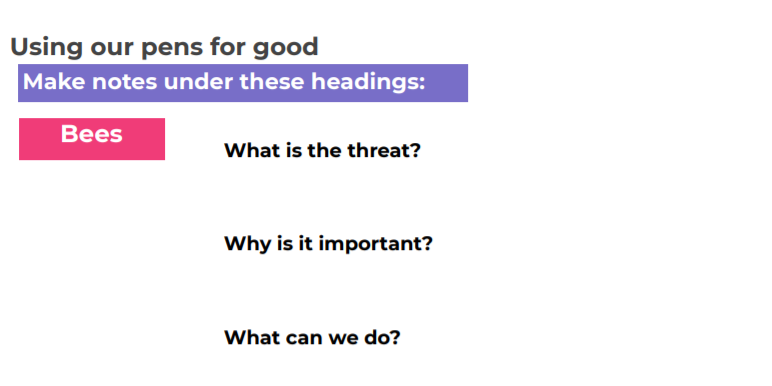 Using our pens for good
Make notes under these headings:
Bees
What is the threat?
Why is it important?
What can we do?